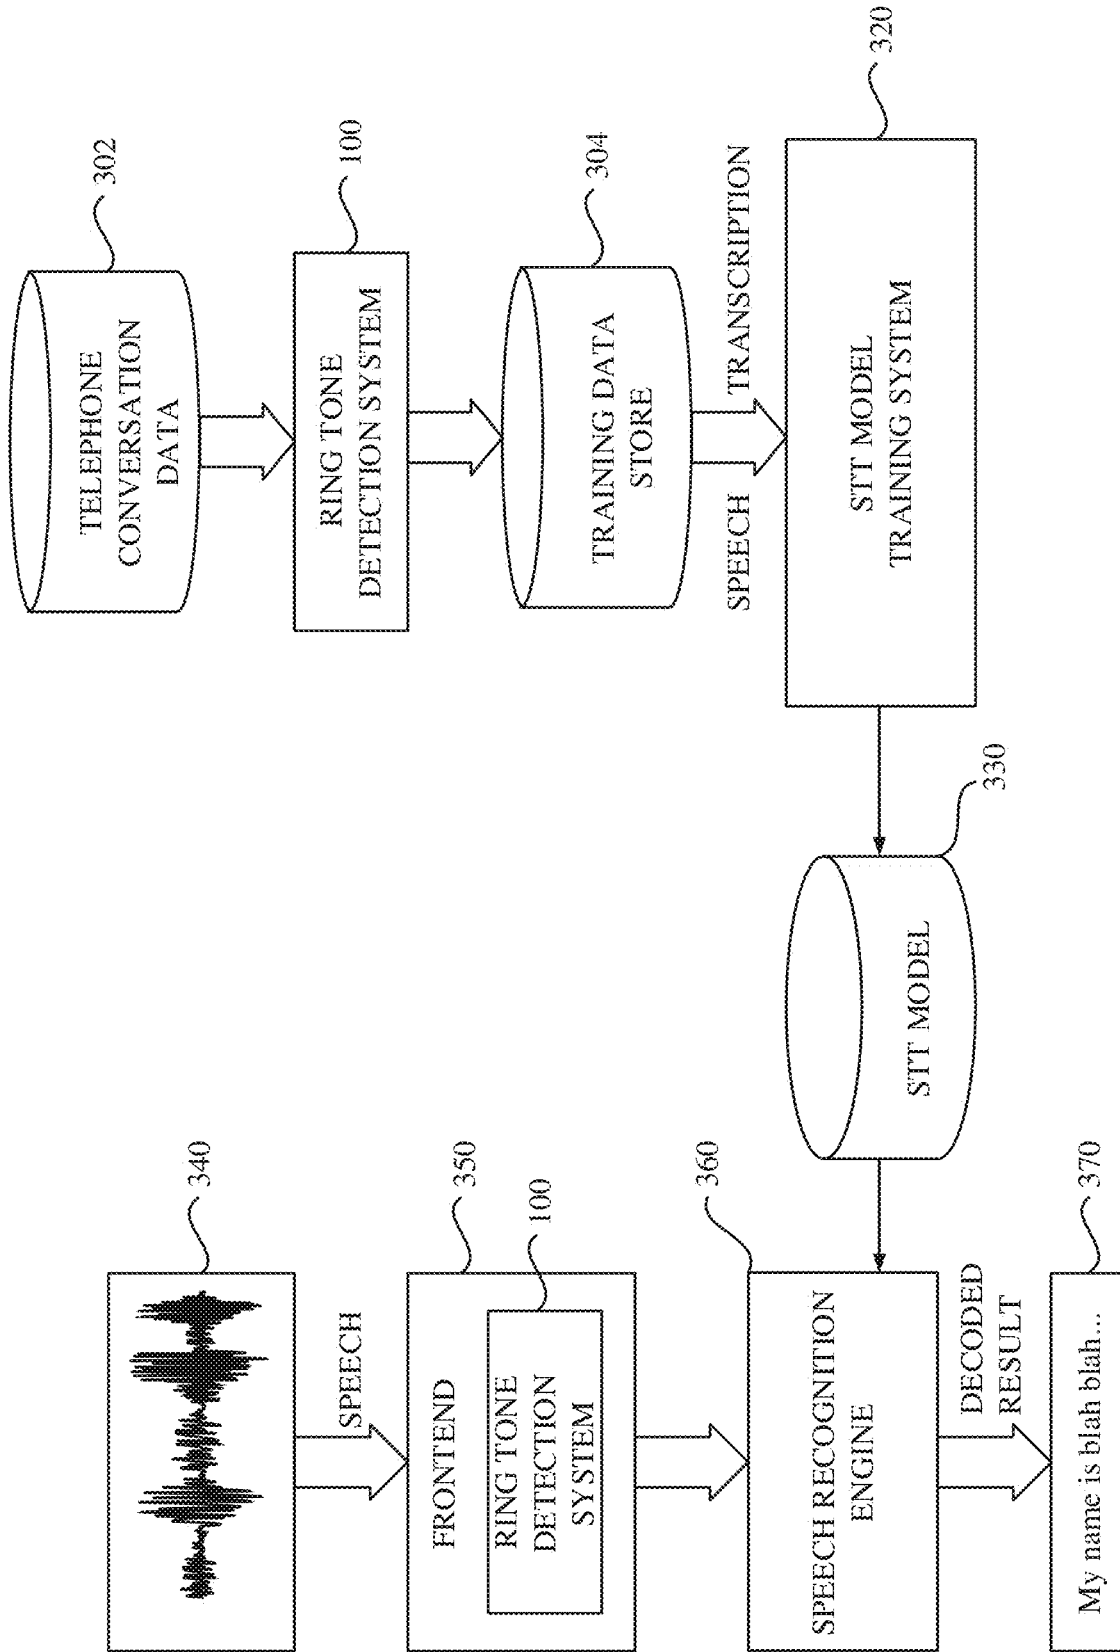 340
SPEECH
350
FRONTEND
100
RING TONE
DETECTION
SYSTEM
360
SPEECH RECOGNITION
ENGINE
DECODED
RESULT
370
My name is blah blah...
302
TELEPHONE
CONVERSATION
DATA
100
RING TONE
DETECTION SYSTEM
304
TRAINING DATA
STORE
SPEECH
TRANSCRIPTION
320
STT MODEL
TRAINING SYSTEM
330
STT MODEL